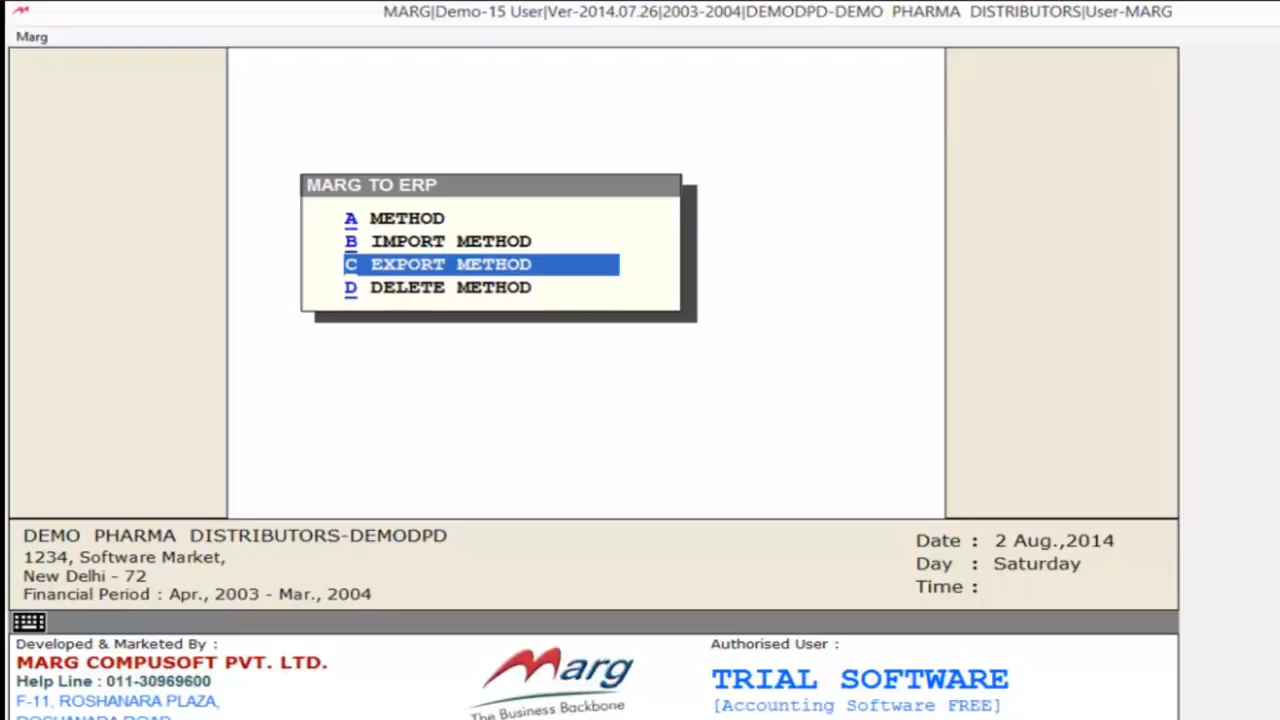 MARG|Demo-15 User|Ver-2014.07.26|2003-2004|DEMODPD-DEMO PHARMA DISTRIBUTORS|User-MARG
Marg
MARG TO ERP
A METHOD
B IMPORT METHOD
C EXPORT METHOD
D DELETE METHOD
DEMO PHARMA DISTRIBUTORS-DEMODPD
1234, Software Market,
New Delhi - 72
Financial Period : Apr., 2003 - Mar., 2004
Date : 2 Aug.,2014
Day : Saturday
Time :
Developed & Marketed By :
MARG COMPUSOFT PVT. LTD.
Help Line : 011-30969600
F-11, ROSHANARA PLAZA,
ROSHANARA ROAD
Marg
The Business Backbone
Authorised User :
TRIAL SOFTWARE
[Accounting Software FREE]